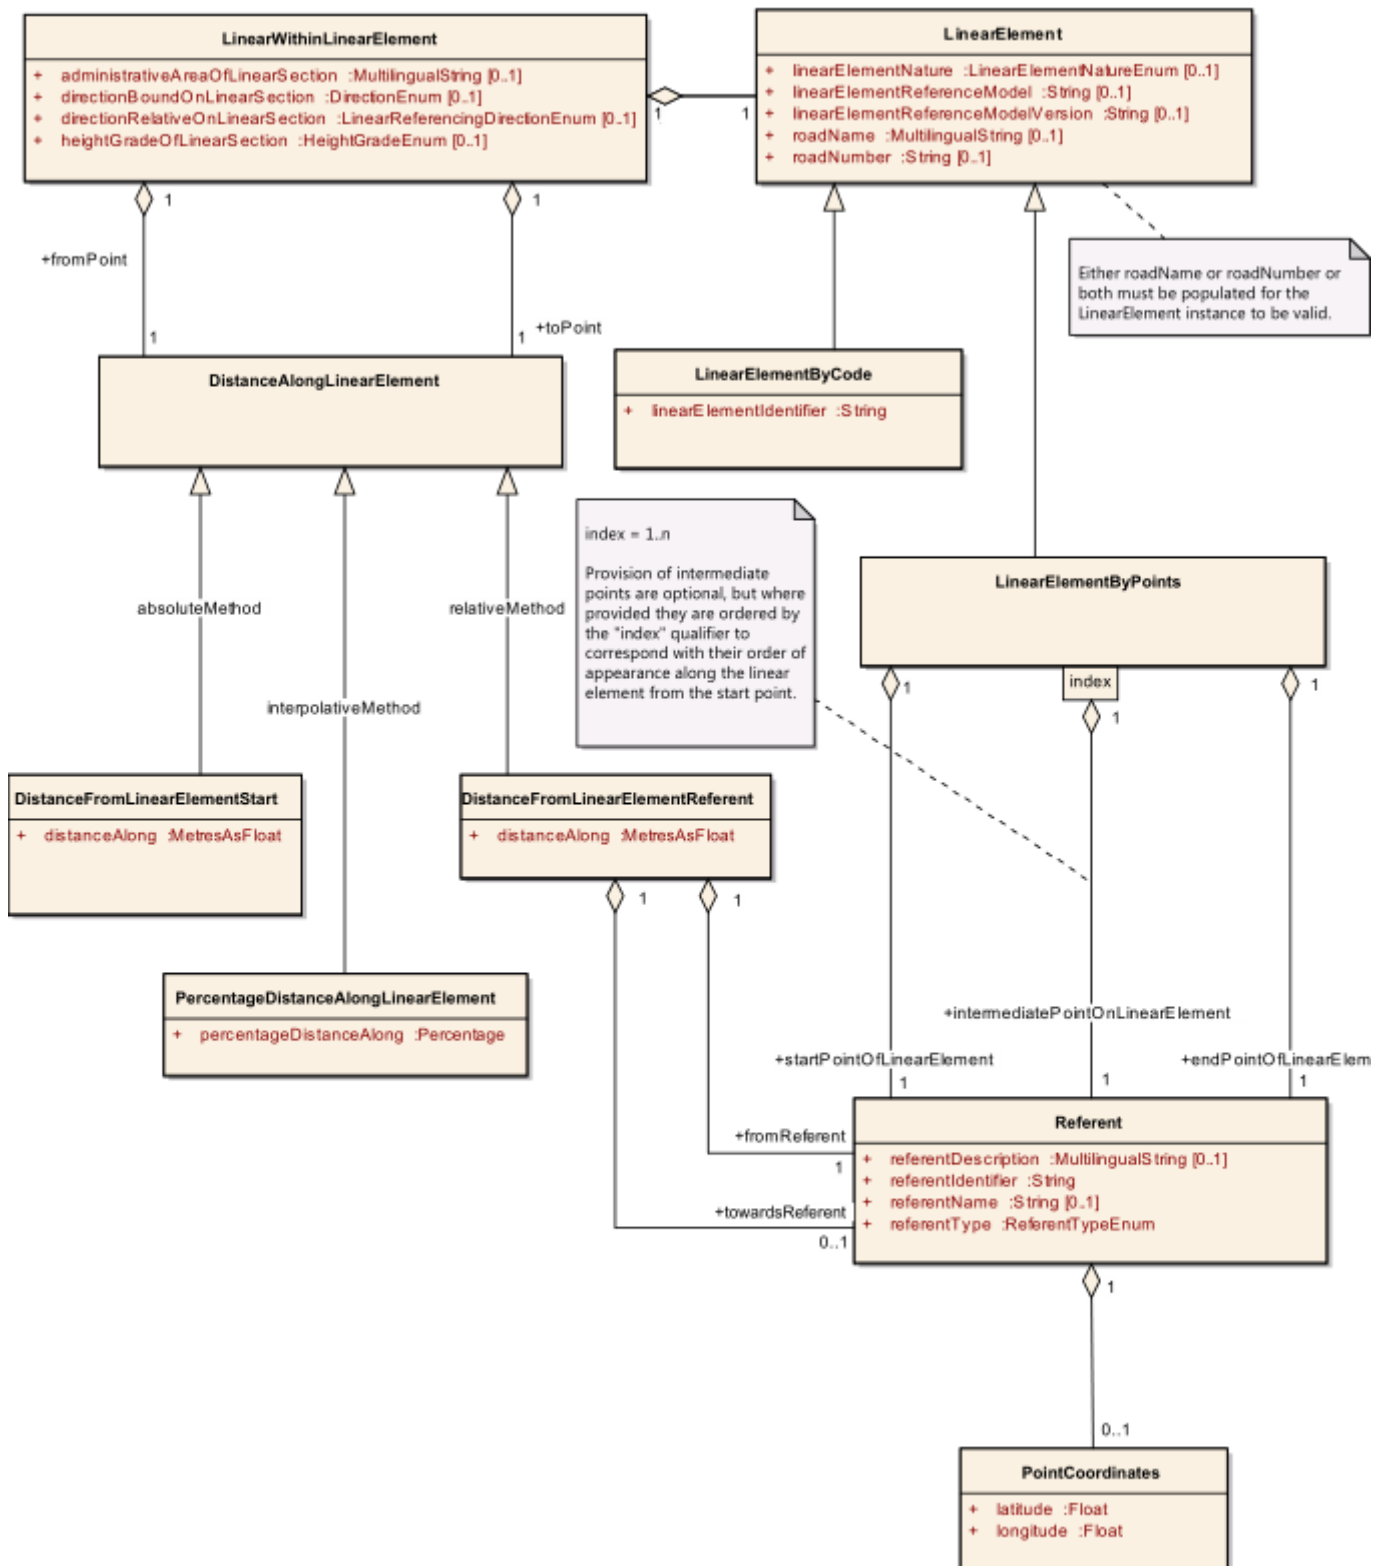 LinearWithinLinearElement
+ administrativeAreaOfLinearSection :MultilingualString [0..1]
+ directionBoundOnLinearSection :DirectionEnum [0..1]
+ directionRelativeOnLinearSection :LinearReferencingDirectionEnum [0..1]
+ heightGradeOfLinearSection :HeightGradeEnum [0..1]
LinearElement
+ linearElementNature :LinearElementNatureEnum [0..1]
+ linearElementReferenceModel :String [0..1]
+ linearElementReferenceModelVersion :String [0..1]
+ roadName :MultilingualString [0..1]
+ roadNumber :String [0..1]
1
1
1
1
+fromPoint
1
+toPoint
1
Either roadName or roadNumber or
both must be populated for the
LinearElement instance to be valid.
DistanceAlongLinearElement
LinearElementByCode
+ linearElementIdentifier :String
index = 1..n
Provision of intermediate
points are optional, but where
provided they are ordered by
the "index" qualifier to
correspond with their order of
appearance along the linear
element from the start point.
LinearElementByPoints
index
1
1
1
absoluteMethod
relativeMethod
interpolativeMethod
DistanceFromLinearElementStart
+ distanceAlong :MetresAsFloat
DistanceFromLinearElementReferent
+ distanceAlong :MetresAsFloat
1
1
PercentageDistanceAlongLinearElement
+ percentageDistanceAlong :Percentage
+intermediatePointOnLinearElement
+startPointOfLinearElement
+endPointOfLinearElem
1
1
1
+fromReferent
1
+towardsReferent
0..1
Referent
+ referentDescription :MultilingualString [0..1]
+ referentIdentifier :String
+ referentName :String [0..1]
+ referentType :ReferentTypeEnum
1
0..1
PointCoordinates
+ latitude :Float
+ longitude :Float